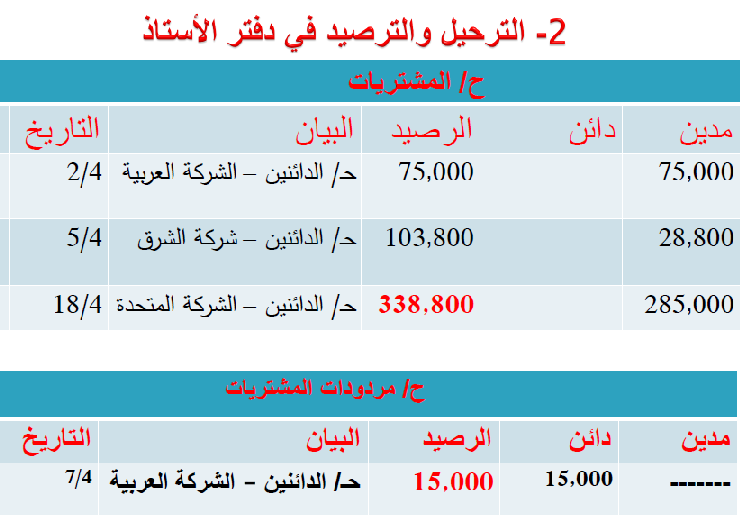 2- الترحيل والترصيد في دفتر الأستاذ
ح/ المشتريات
مدين دائن الرصيد البيان التاريخ
75,000 75,000 حـ/ الدائنين – الشركة العربية 2/4
28,800 103,800 حـ/ الدائنين – شركة الشرق 5/4
285,000 338,800 حـ/ الدائنين – الشركة المتحدة 18/4
ح/ مردودات المشتريات
مدين دائن الرصيد البيان التاريخ
------- 15,000 15,000 حـ/ الدائنين – الشركة العربية 7/4